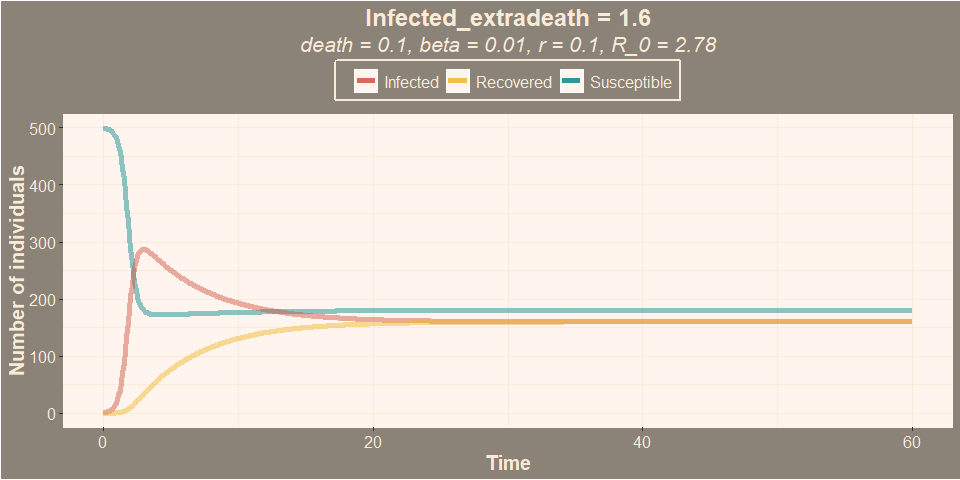 Infected_extradeath = 1.6
death = 0.1, beta = 0.01, r = 0.1, R_0 = 2.78
Infected Recovered Susceptible
Number of individuals
500
400
300
200
100
0
0 20 40 60
Time